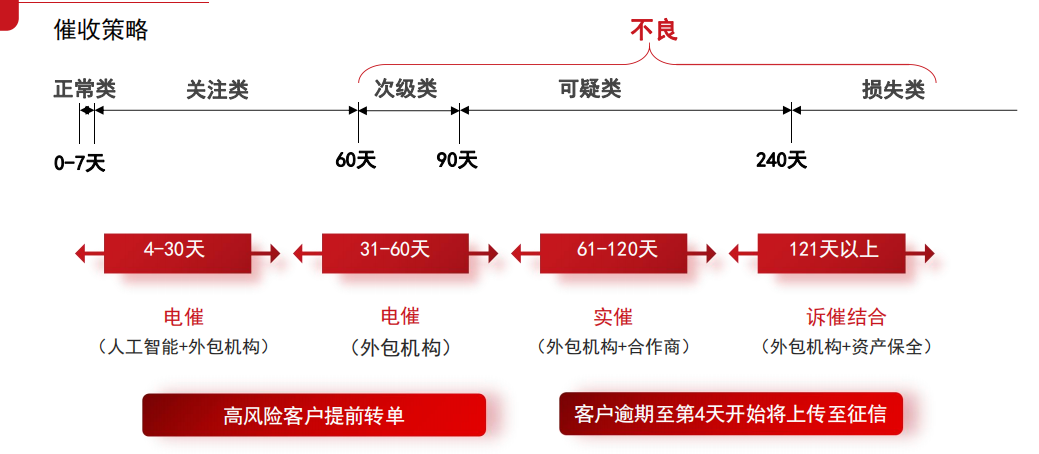 催收策略
不良
正常类
关注类
次级类
可疑类
损失类
0-7天
60天
90天
240天
4-30天
31-60天
61-120天
121天以上
电催
电催
实催
诉催结合
（人工智能+外包机构）
（外包机构）
（外包机构+合作商）
（外包机构+资产保全）
高风险客户提前转单
客户逾期至第4天开始将上传至征信